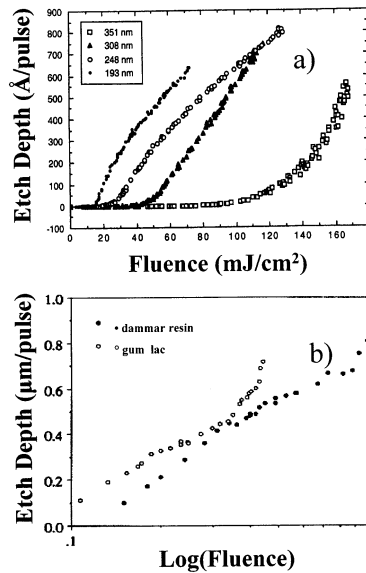 a)
351 nm
308 nm
248 nm
193 nm
Etch Depth (Å/pulse)
900
800
700
600
500
400
300
200
100
0
-100
0 20 40 60 80 100 120 140 160
Fluence (mJ/cm²)
b)
dammar resin
gum lac
Etch Depth (µm/pulse)
1.0
0.8
0.6
0.4
0.2
0.0
.1
Log(Fluence)